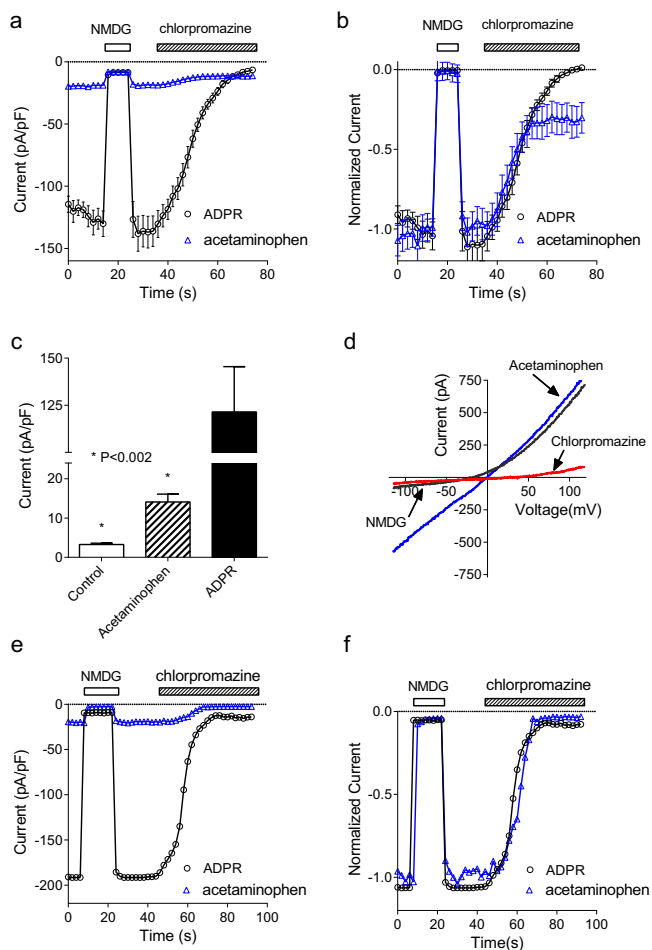 a
NMDG
chlorpromazine
0
-50
-100
-150
Current (pA/pF)
ADPR
acetaminophen
0
20
40
60
80
Time (s)
b
NMDG
chlorpromazine
0.0
-0.5
-1.0
Normalized Current
ADPR
acetaminophen
0
20
40
60
80
Time (s)
c
150
125
20
10
0
Current (pA/pF)
* P<0.002
*
*
Control
Acetaminophen
ADPR
d
Current (pA)
750
500
250
-250
-500
-750
Acetaminophen
Chlorpromazine
NMDG
-100
-50
50
100
Voltage(mV)
e
NMDG
chlorpromazine
0
-50
-100
-150
-200
Current (pA/pF)
ADPR
acetaminophen
0
20
40
60
80
100
Time (s)
f
NMDG
chlorpromazine
0.0
-0.5
-1.0
Normalized Current
ADPR
acetaminophen
0
20
40
60
80
100
Time(s)